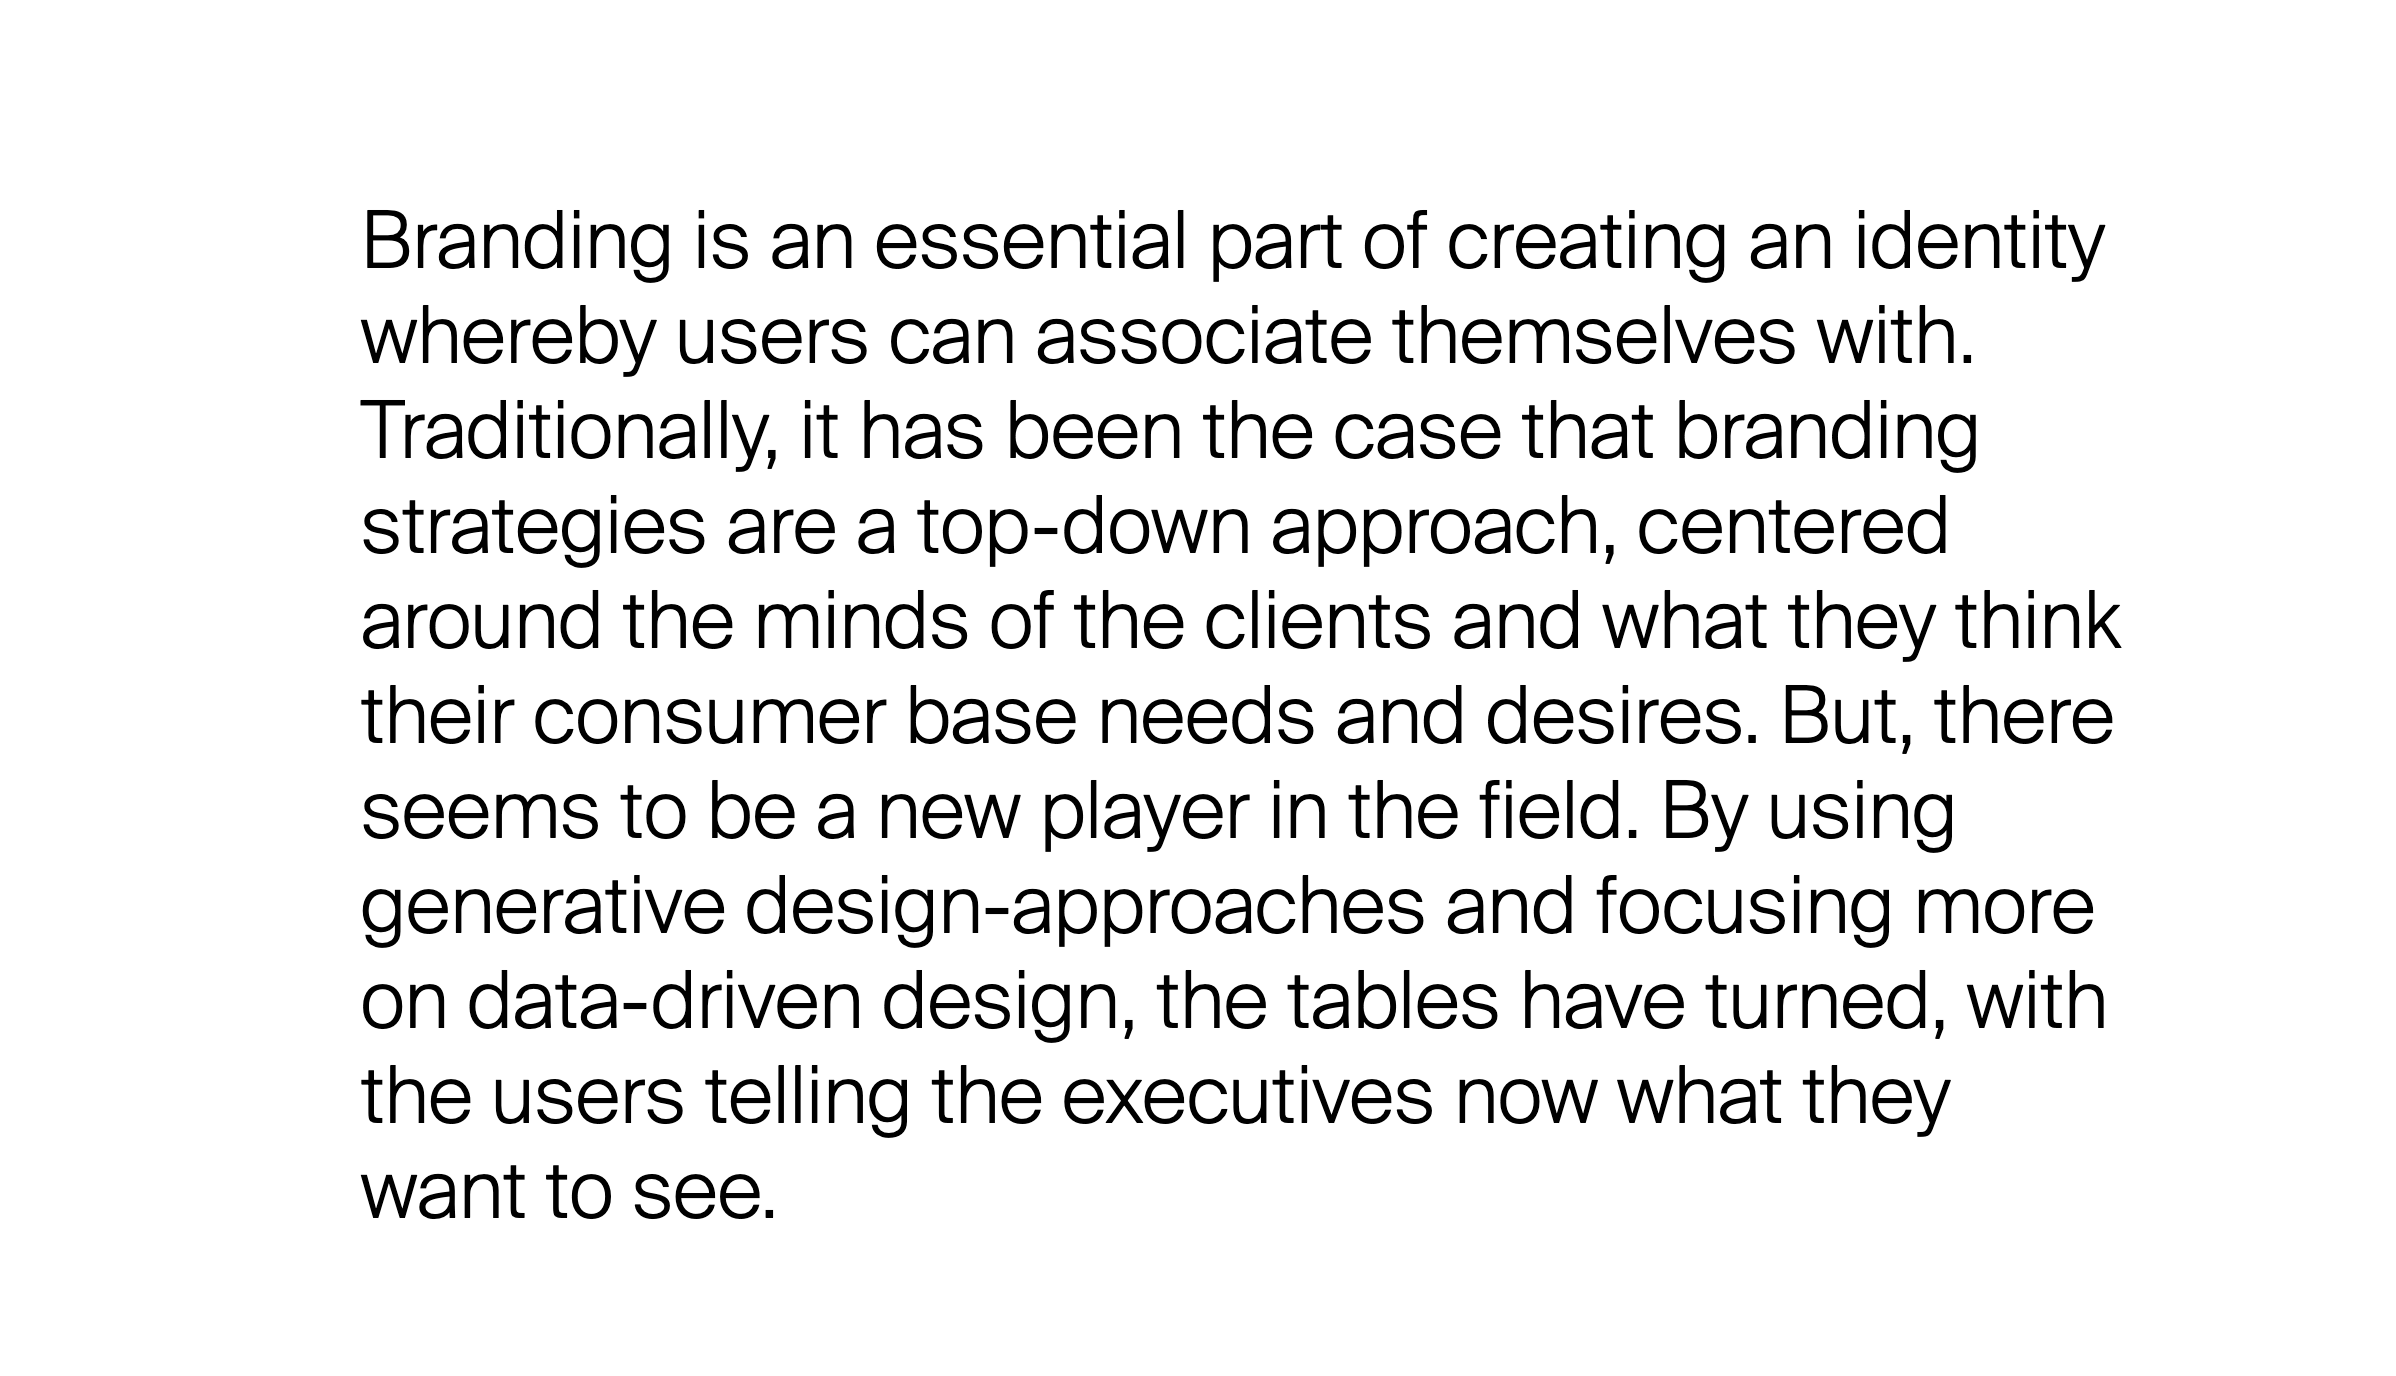 Branding is an essential part of creating an identity
whereby users can associate themselves with.
Traditionally, it has been the case that branding
strategies are a top-down approach, centered
around the minds of the clients and what they think
their consumer base needs and desires. But, there
seems to be a new player in the field. By using
generative design-approaches and focusing more
on data-driven design, the tables have turned, with
the users telling the executives now what they
want to see.